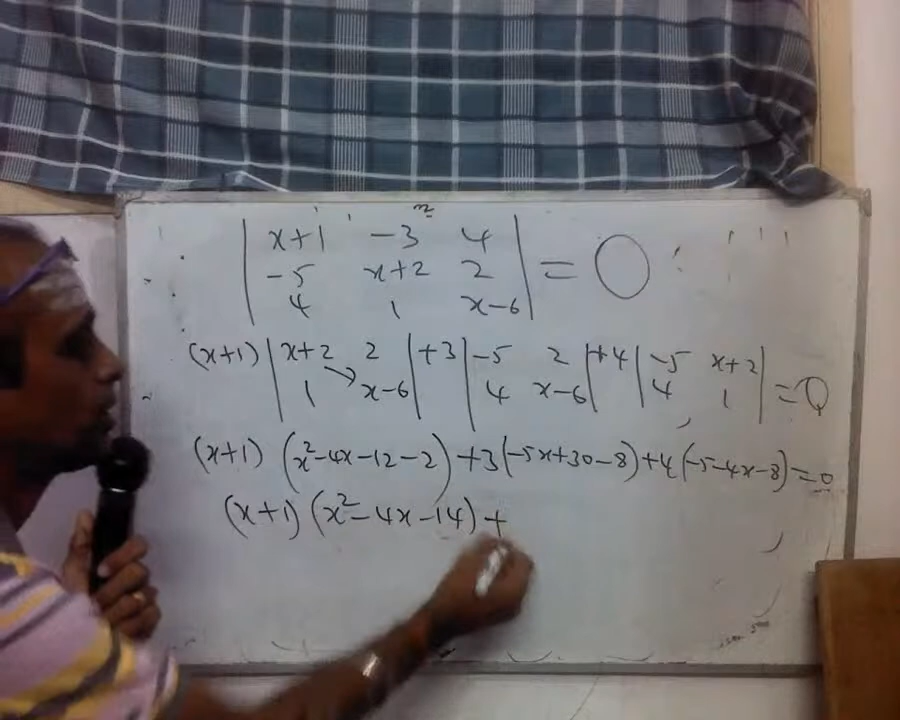 | x+1 -3 4 |
| -5 x+2 2 | = 0
| 4 1 x-6 |
(x+1) | x+2 2 | +3 | -5 2 | +4 | -5 x+2 |
| 1 x-6 | | 4 x-6 | | 4 1 | = 0
(x+1) (x²-4x-12-2) +3(-5x+30-8)+4(-5-4x-8)=0
(x+1) (x²-4x-14) +